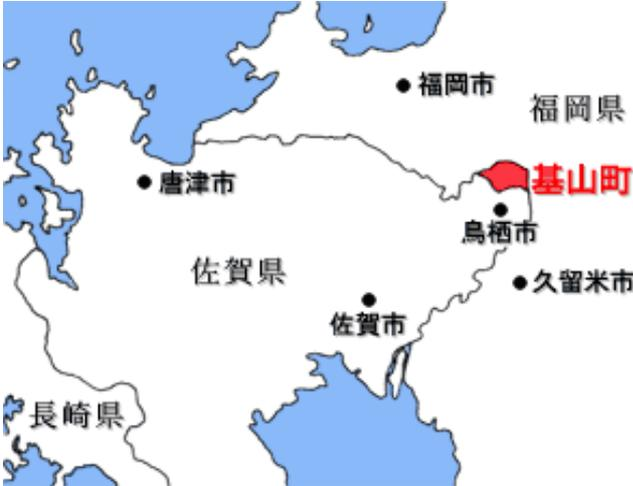 福岡市
福岡県
基山町
唐津市
鳥栖市
佐賀県
久留米市
佐賀市
長崎県